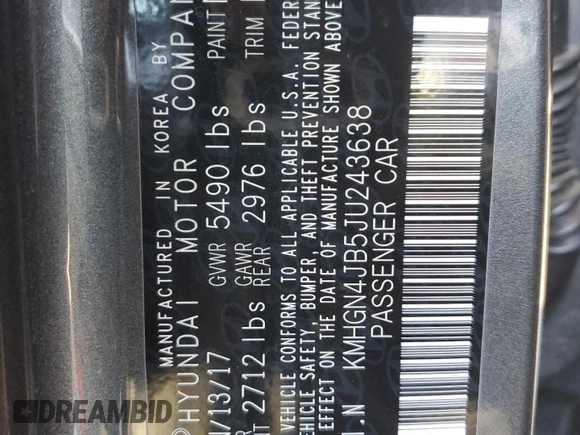 MANUFACTURED IN KOREA BY
HYUNDAI MOTOR COMPANY
/13/17 GVWR 5490 lbs PAINT
2712 lbs GAWR REAR 2976 lbs TRIM
VEHICLE CONFORMS TO ALL APPLICABLE U.S.A. FEDER
VEHICLE SAFETY, BUMPER, AND THEFT PREVENTION STAN
EFFECT ON THE DATE OF MANUFACTURE SHOWN ABOVE
.N KMHGN4JB5JU243638
PASSENGER CAR
DREAMBID